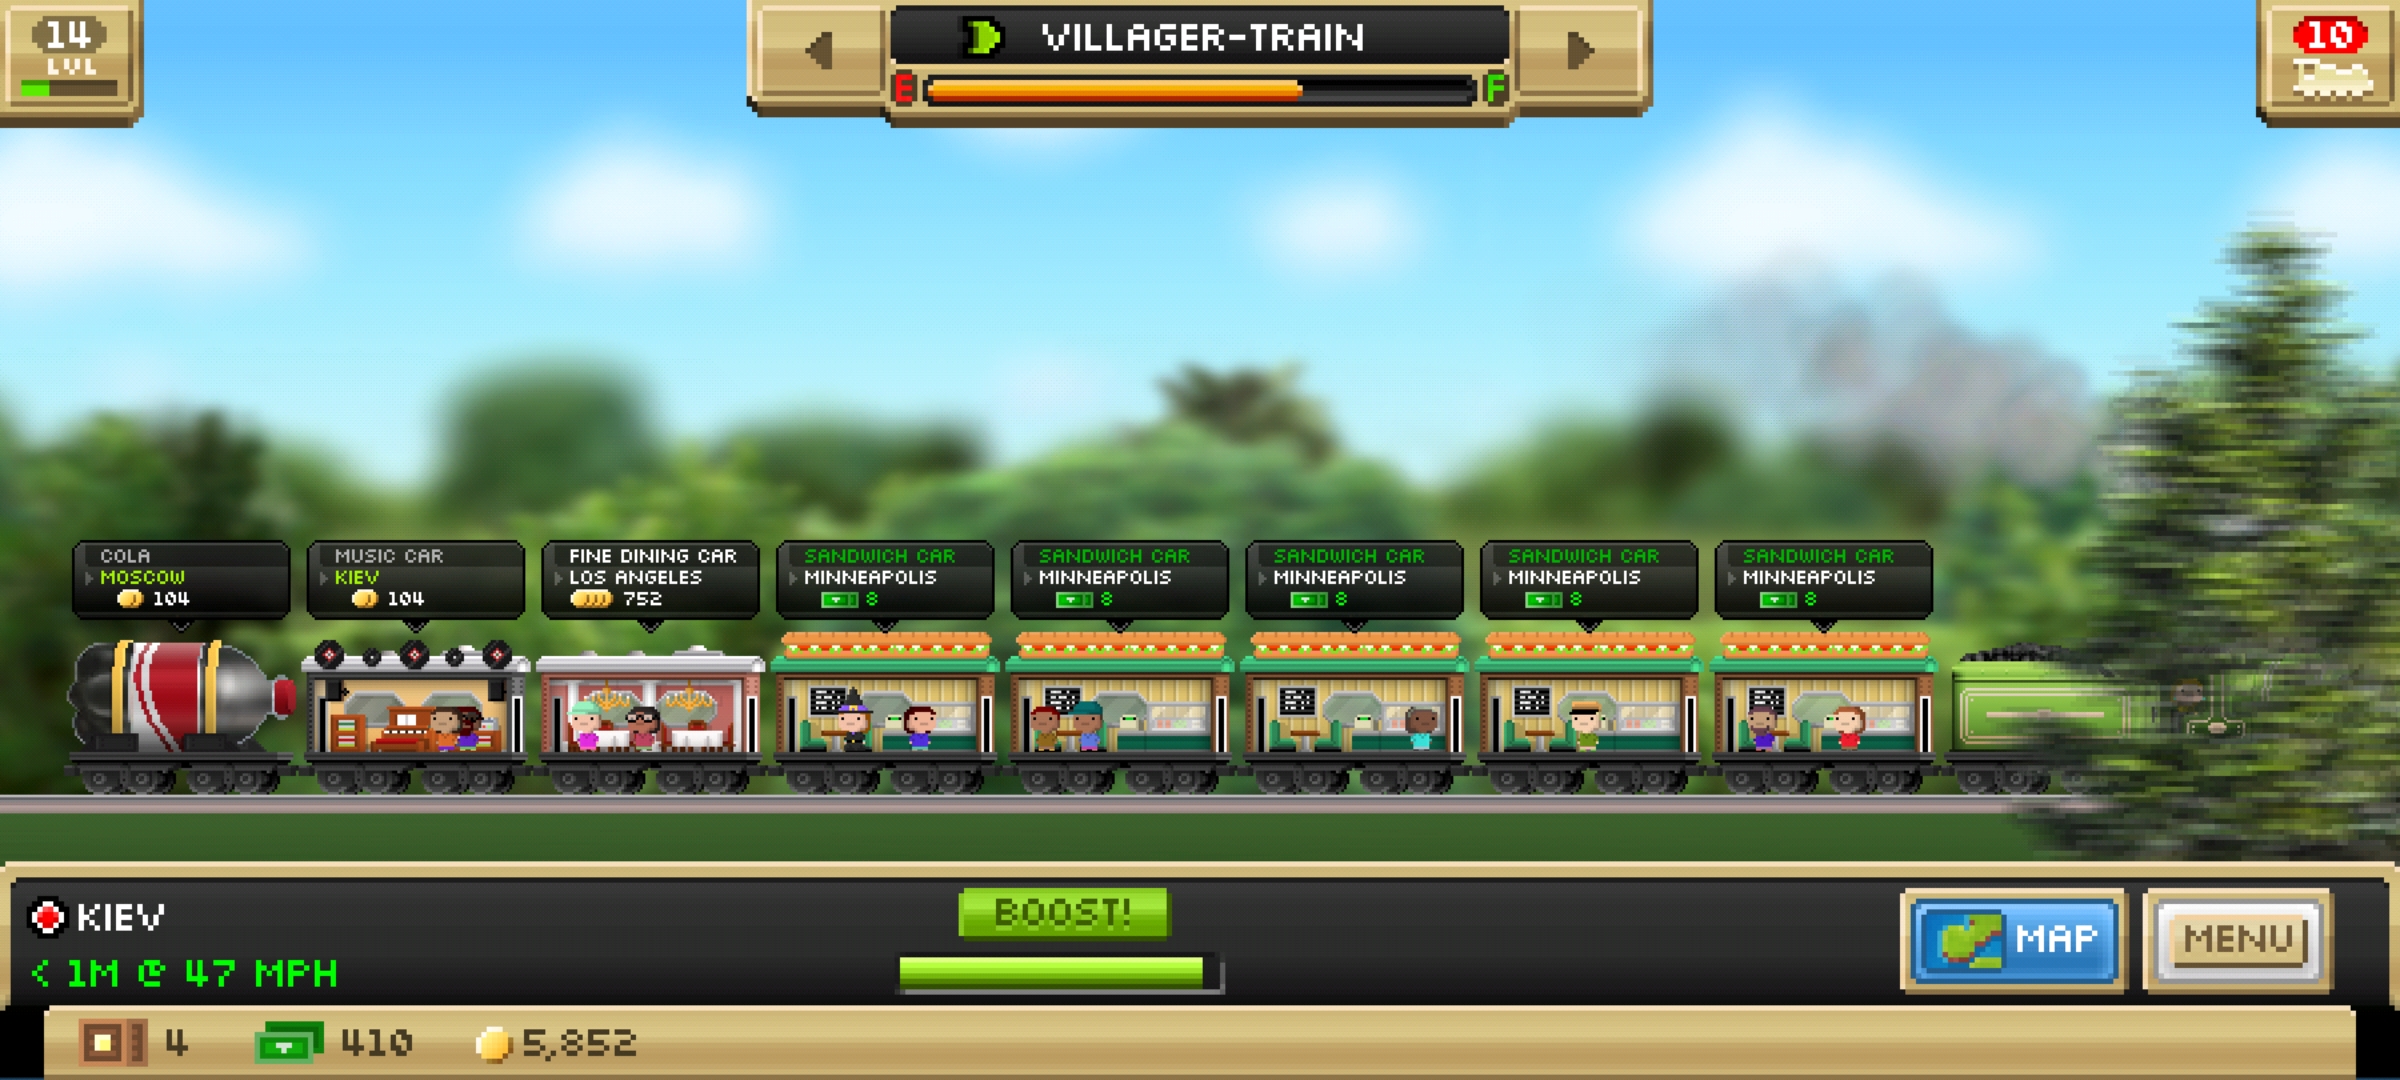 14
LVL
VILLAGER-TRAIN
E
F
10
COLA
MOSCOW
104
MUSIC CAR
KIEV
104
FINE DINING CAR
LOS ANGELES
752
SANDWICH CAR
MINNEAPOLIS
8
SANDWICH CAR
MINNEAPOLIS
8
SANDWICH CAR
MINNEAPOLIS
8
SANDWICH CAR
MINNEAPOLIS
8
SANDWICH CAR
MINNEAPOLIS
8
KIEV
< 1M @ 47 MPH
BOOST!
MAP
MENU
4
410
5,852